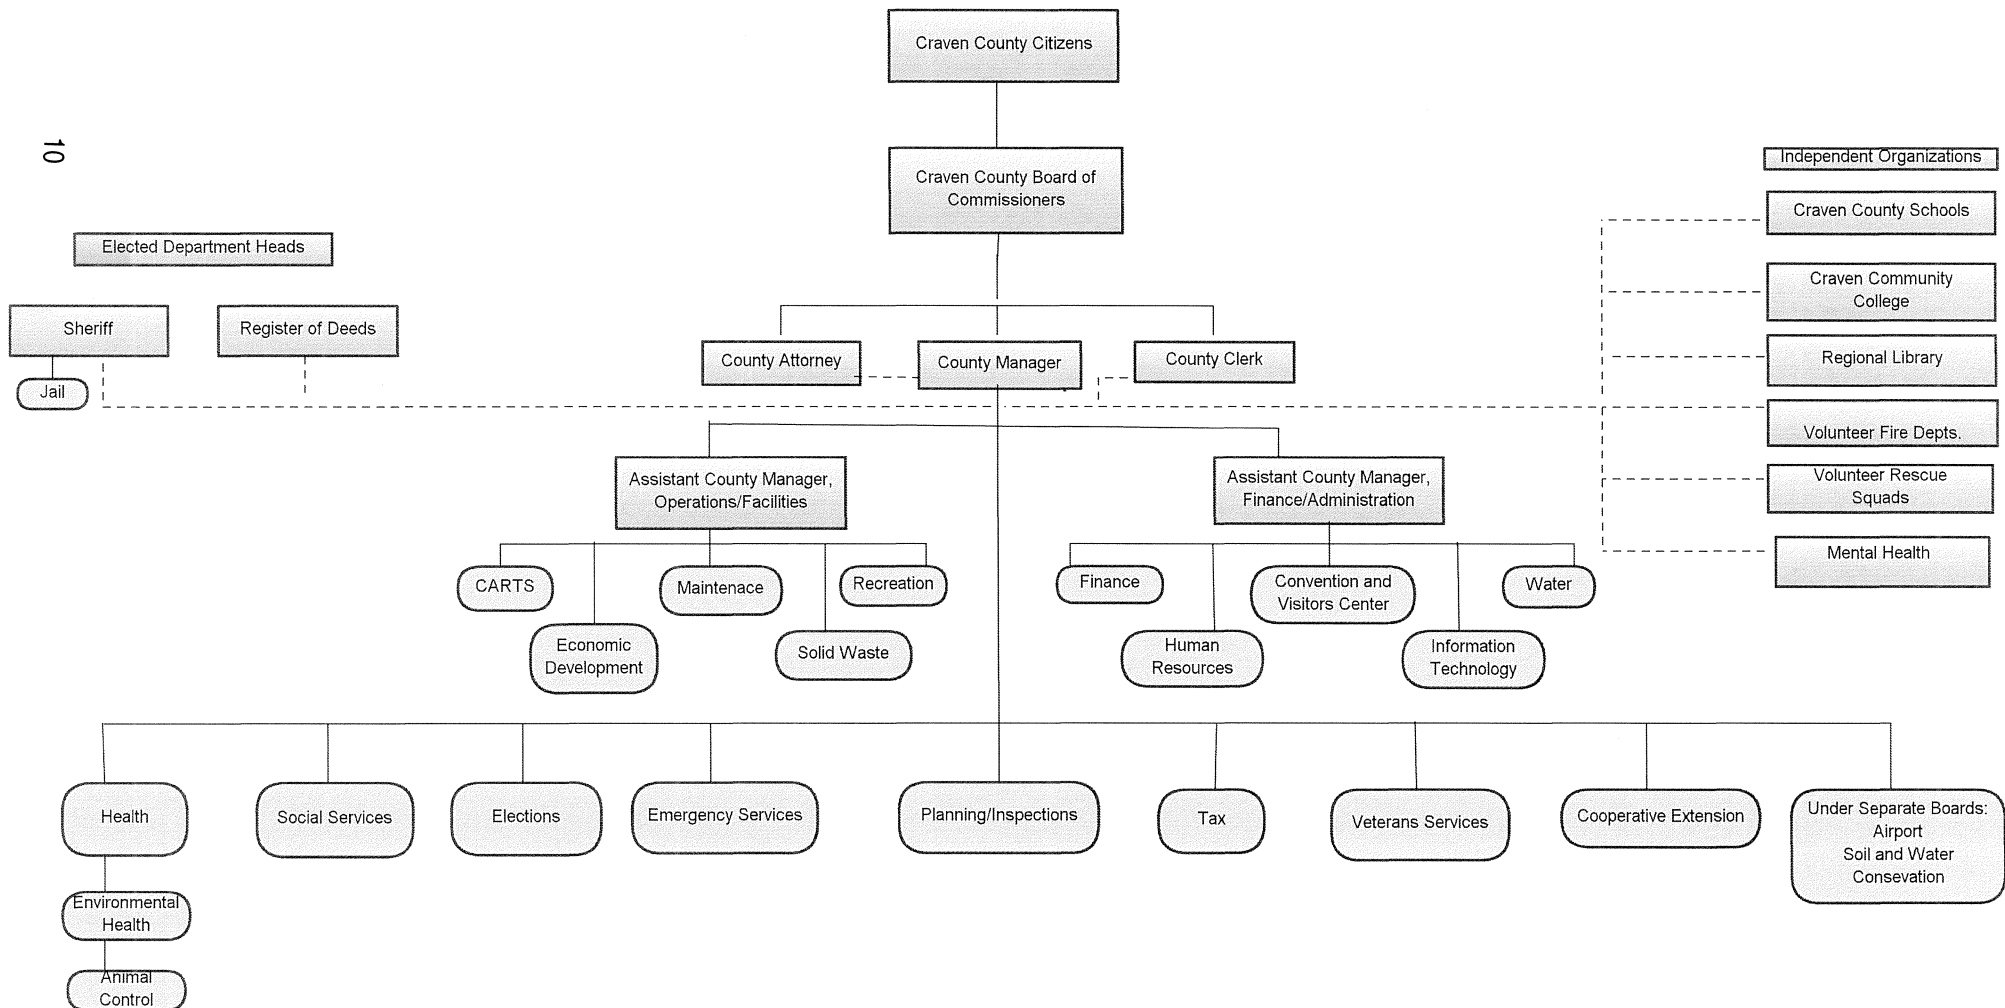 Craven County Citizens
10
Craven County Board of
Commissioners
Independent Organizations
Craven County Schools
Elected Department Heads
Craven Community
College
Sheriff
Register of Deeds
County Attorney
County Manager
County Clerk
Regional Library
Jail
Volunteer Fire Depts.
Assistant County Manager,
Operations/Facilities
Assistant County Manager,
Finance/Administration
Volunteer Rescue
Squads
Mental Health
CARTS
Maintenace
Recreation
Finance
Convention and
Visitors Center
Water
Economic
Development
Solid Waste
Human
Resources
Information
Technology
Health
Social Services
Elections
Emergency Services
Planning/Inspections
Tax
Veterans Services
Cooperative Extension
Under Separate Boards:
Airport
Soil and Water
Consevation
Environmental
Health
Animal
Control